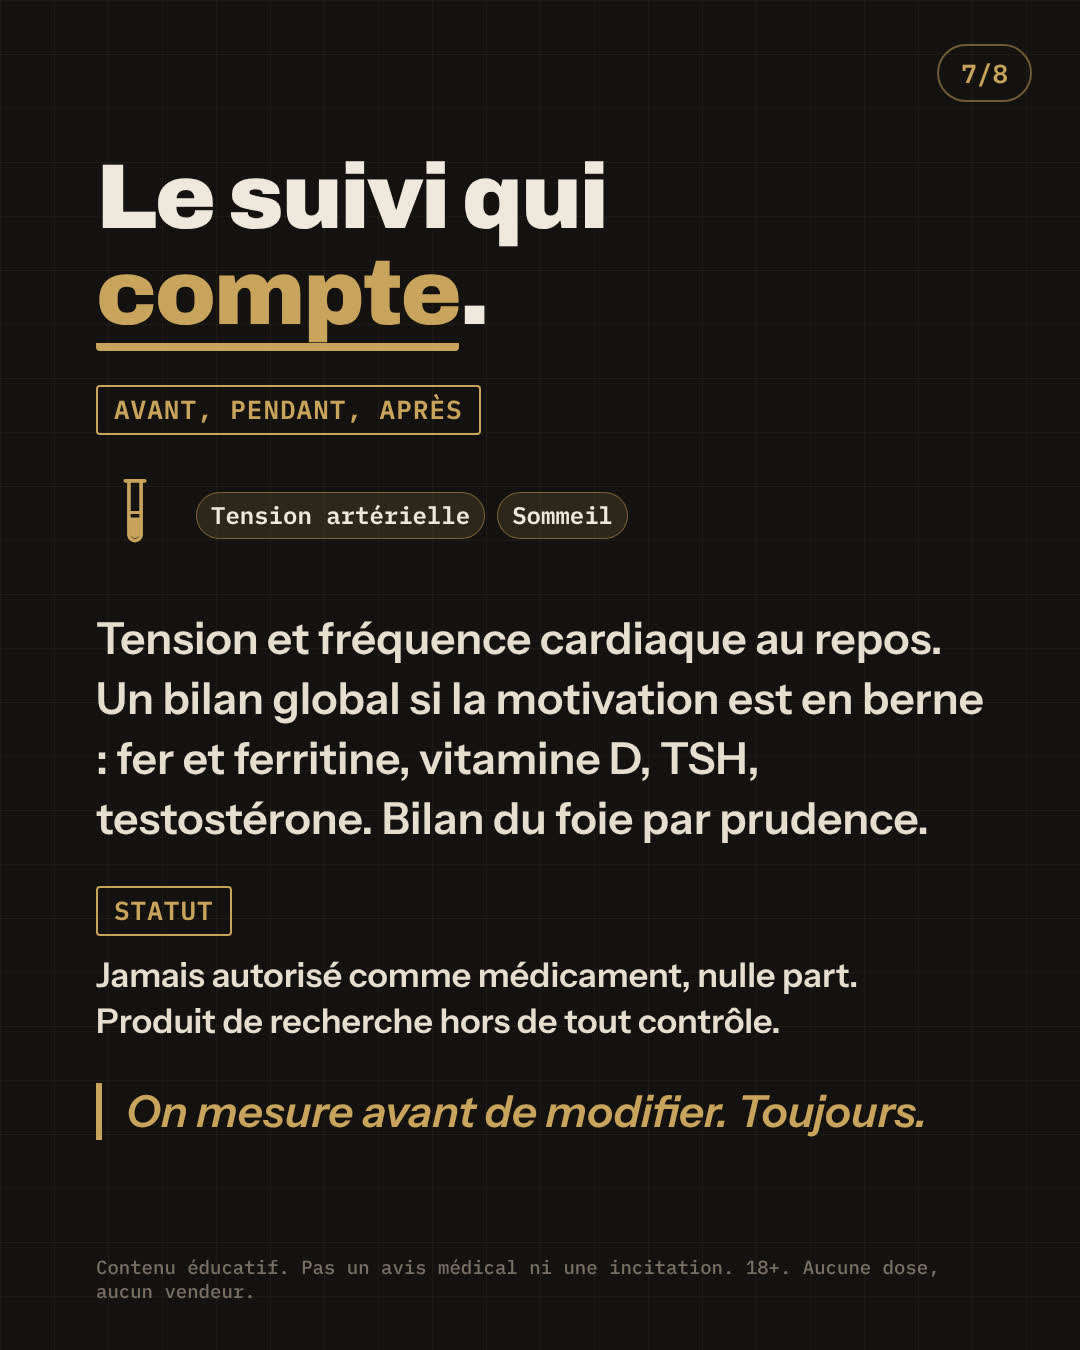 7/8
Le suivi qui
compte.
AVANT, PENDANT, APRÈS
Tension artérielle Sommeil
Tension et fréquence cardiaque au repos.
Un bilan global si la motivation est en berne
: fer et ferritine, vitamine D, TSH,
testostérone. Bilan du foie par prudence.
STATUT
Jamais autorisé comme médicament, nulle part.
Produit de recherche hors de tout contrôle.
On mesure avant de modifier. Toujours.
Contenu éducatif. Pas un avis médical ni une incitation. 18+. Aucune dose,
aucun vendeur.